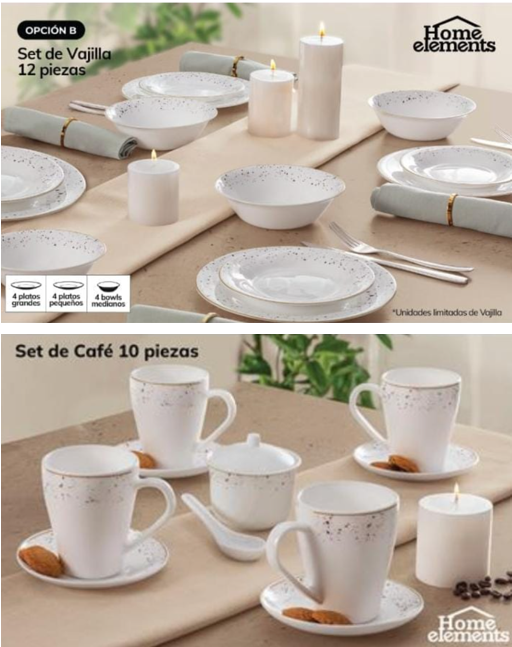 OPCIÓN B
Set de Vajilla
12 piezas
Home
elements
4 platos
grandes
4 platos
pequeños
4 bowls
medianos
*Unidades limitadas de Vajilla
Set de Café 10 piezas
Home
elements